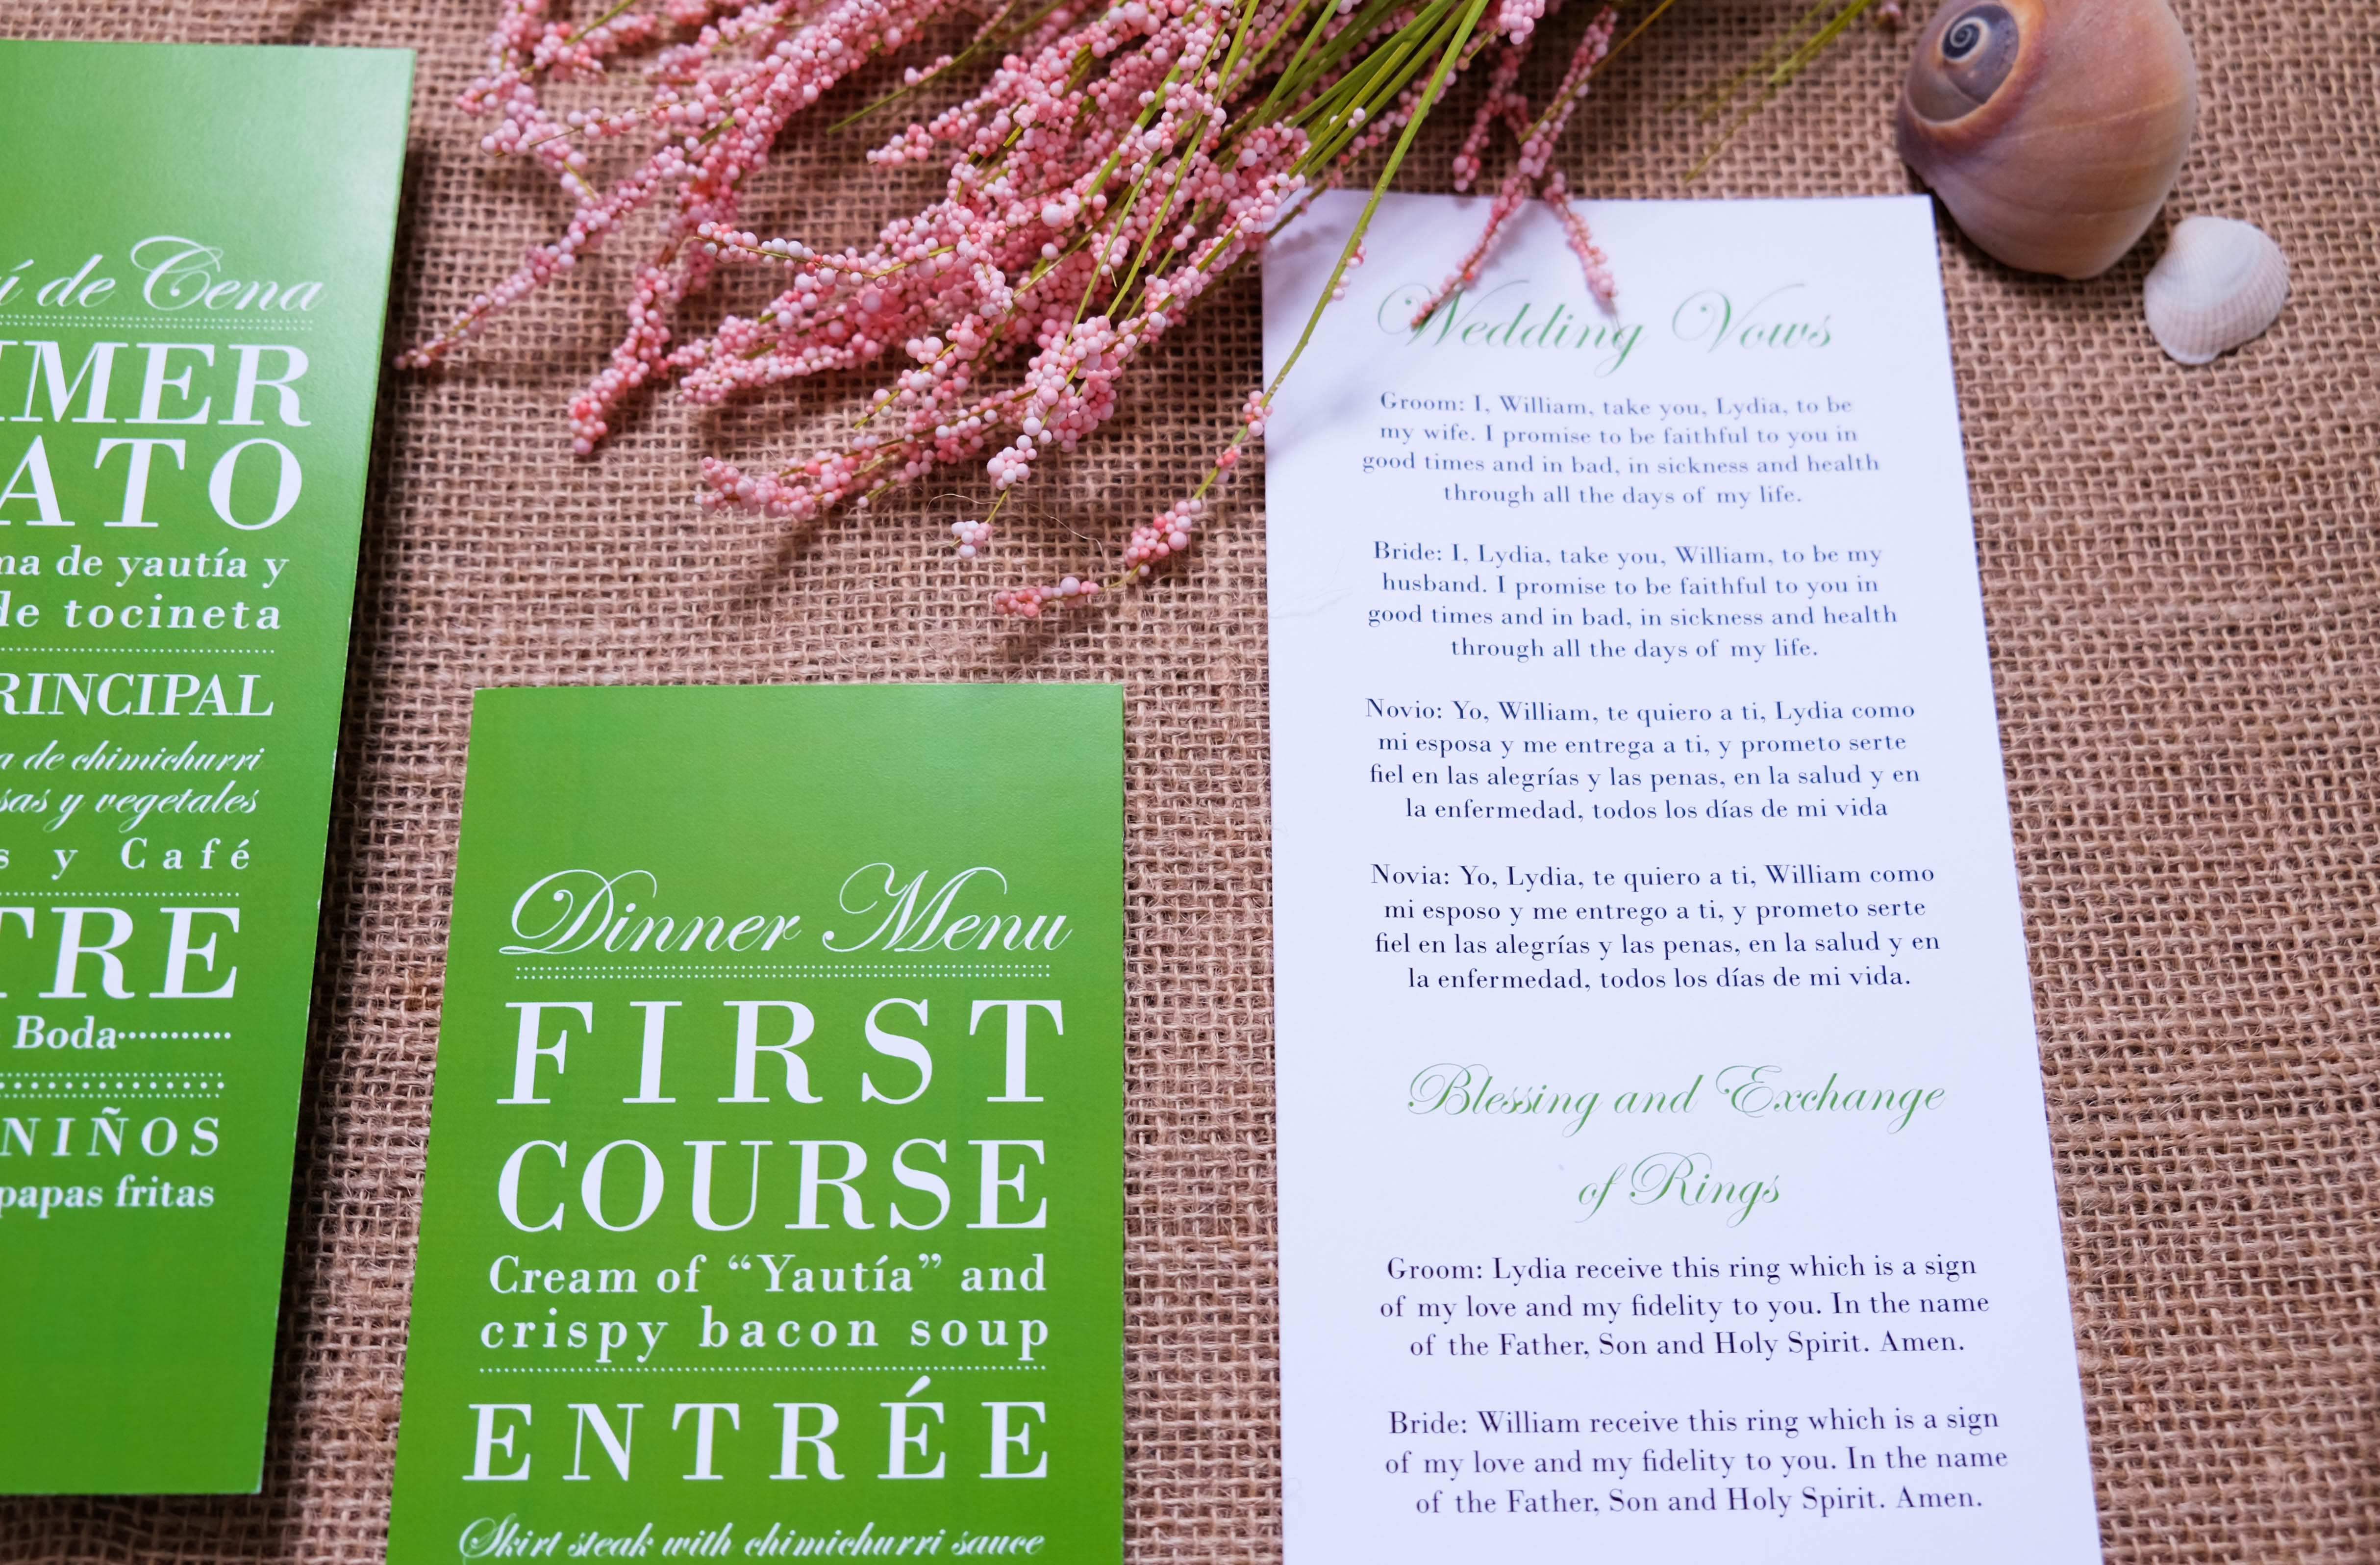 de Cena
ATO
de yautía y
de tocineta
de chimichurri
y vegetales
y Café
Boda
NIÑOS
papas fritas
Dinner Menu
FIRST
COURSE
Cream of “Yautía” and
crispy bacon soup
ENTRÉE
Skirt steak with chimichurri sauce
Wedding Vows
Groom: I, William, take you, Lydia, to be
my wife. I promise to be faithful to you in
good times and in bad, in sickness and health
through all the days of my life.
Bride: I, Lydia, take you, William, to be my
husband. I promise to be faithful to you in
good times and in bad, in sickness and health
through all the days of my life.
Novio: Yo, William, te quiero a ti, Lydia como
mi esposa y me entrega a ti, y prometo serte
fiel en las alegrías y las penas, en la salud y en
la enfermedad, todos los días de mi vida
Novia: Yo, Lydia, te quiero a ti, William como
mi esposo y me entrego a ti, y prometo serte
fiel en las alegrías y las penas, en la salud y en
la enfermedad, todos los días de mi vida.
Blessing and Exchange
of Rings
Groom: Lydia receive this ring which is a sign
of my love and my fidelity to you. In the name
of the Father, Son and Holy Spirit. Amen.
Bride: William receive this ring which is a sign
of my love and my fidelity to you. In the name
of the Father, Son and Holy Spirit. Amen.